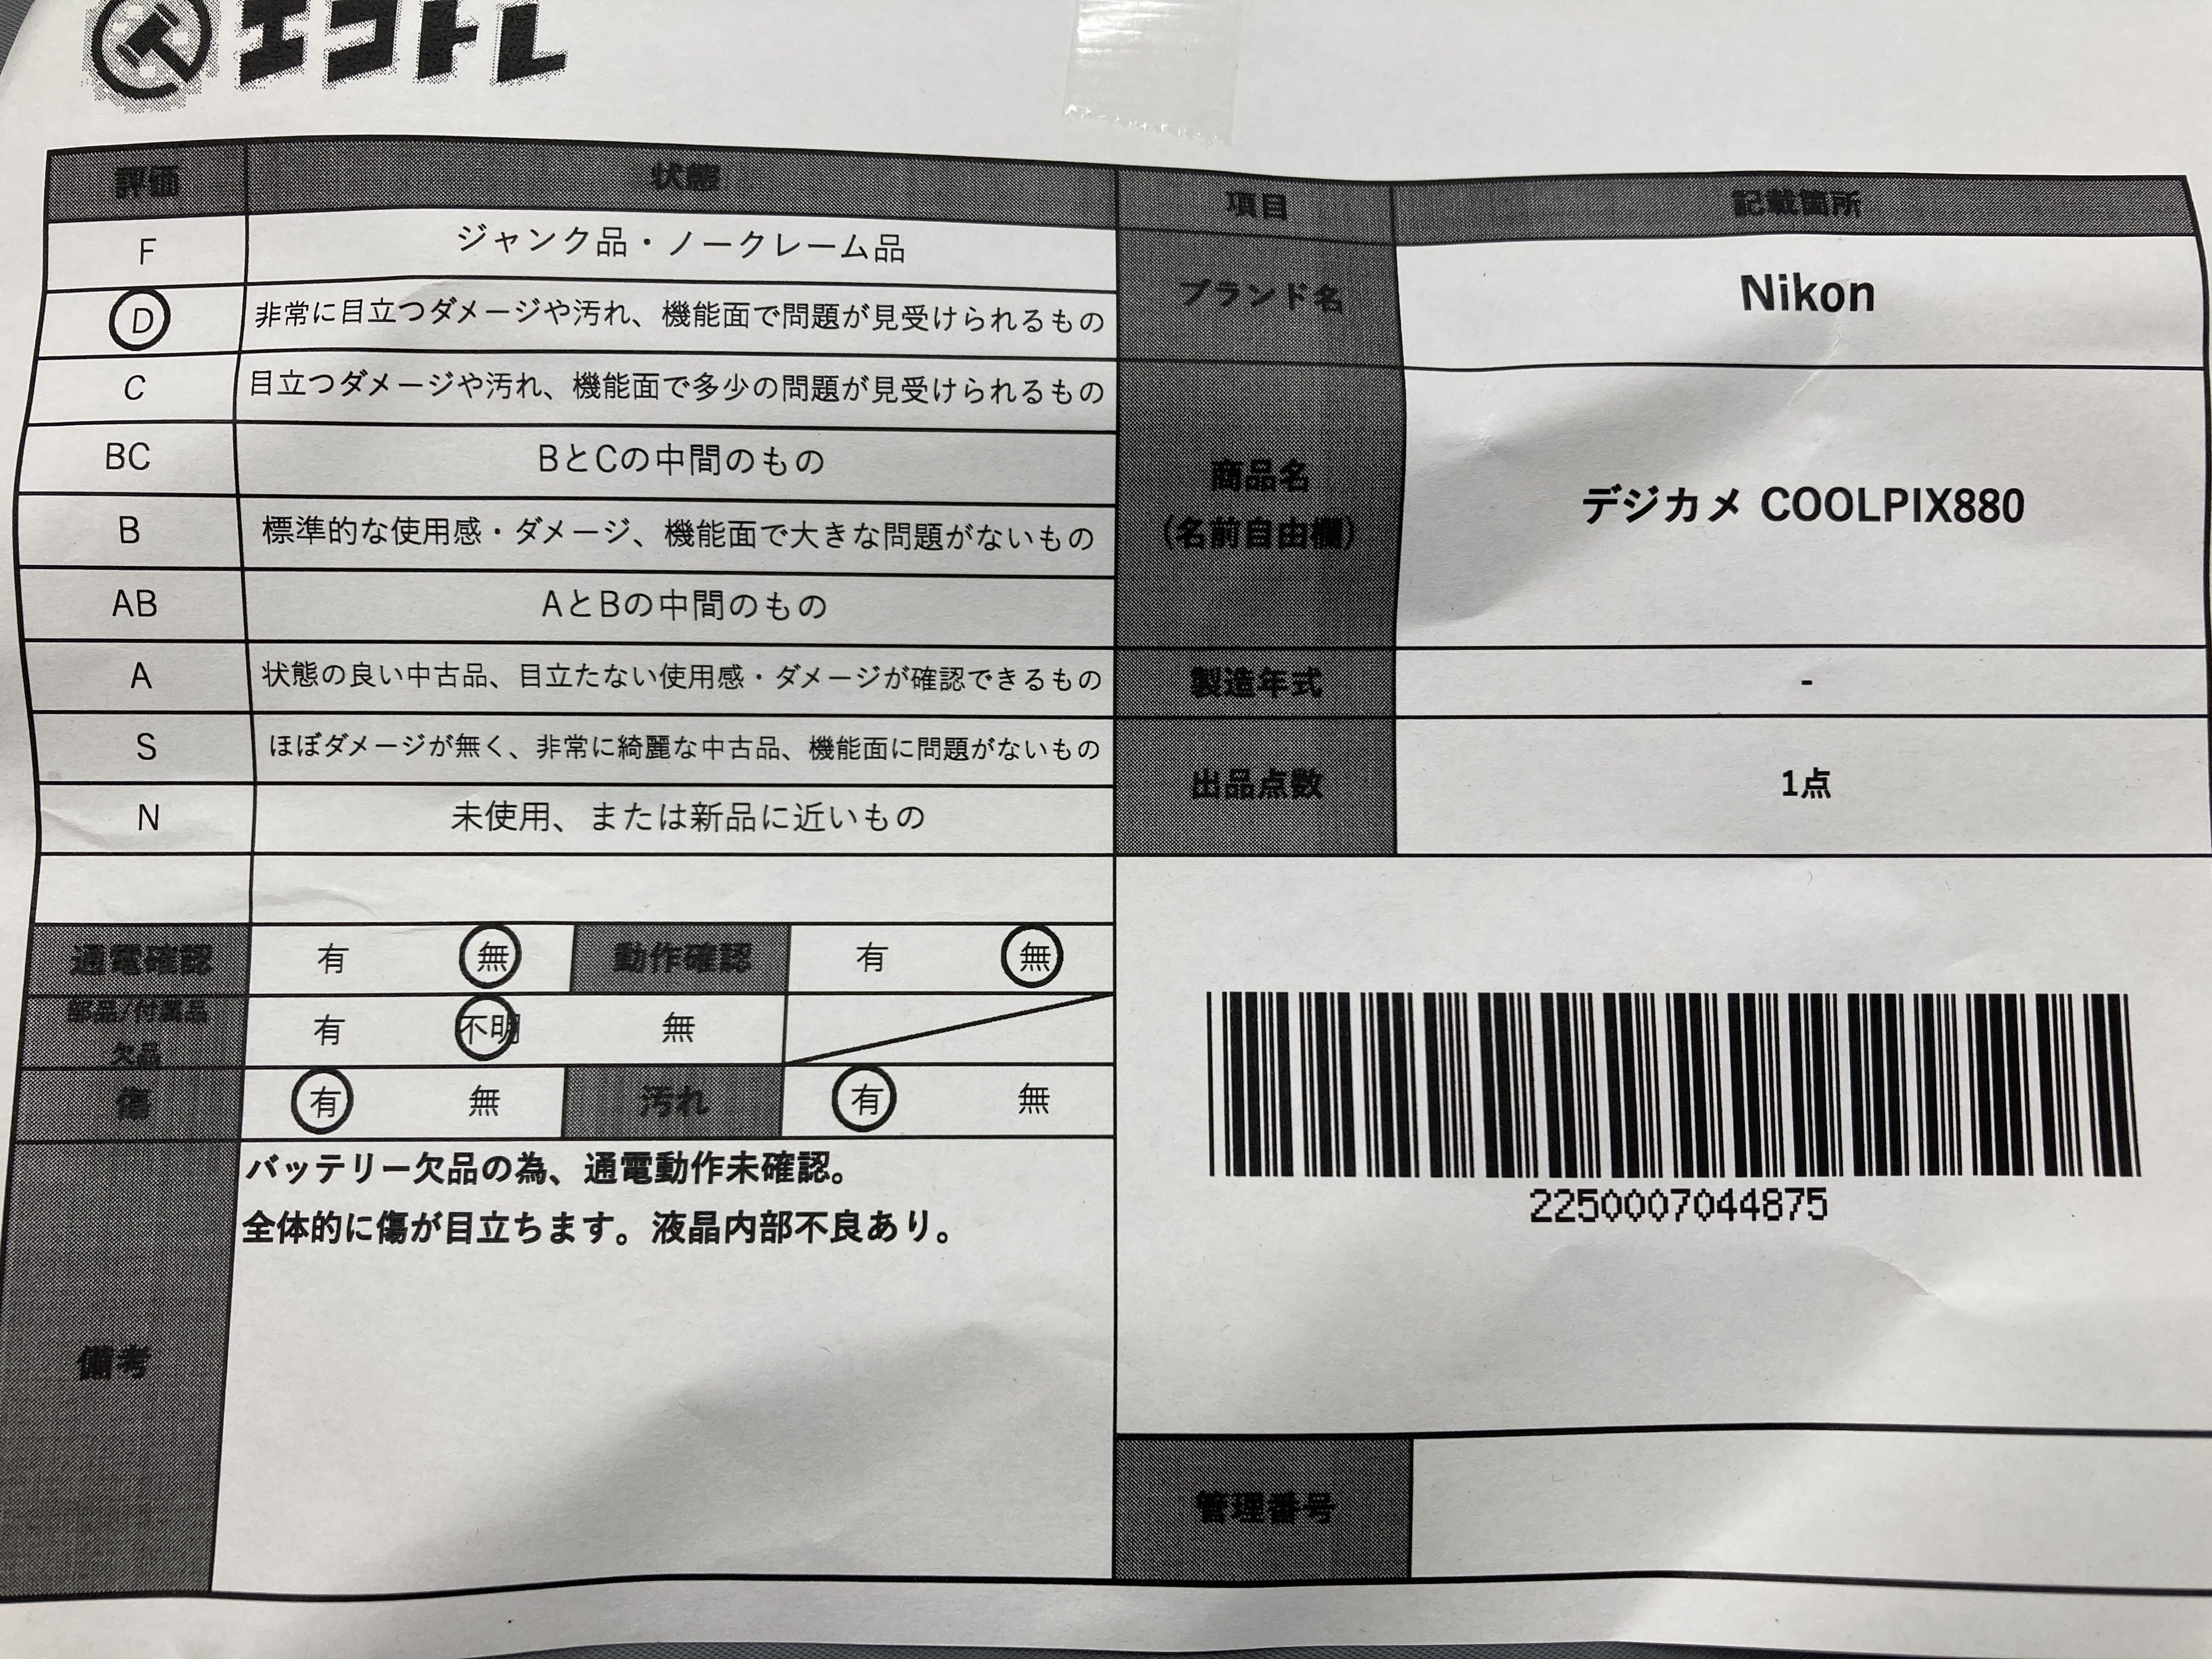 エコトレ
評価 状態
F ジャンク品・ノークレーム品
D 非常に目立つダメージや汚れ、機能面で問題が見受けられるもの
C 目立つダメージや汚れ、機能面で多少の問題が見受けられるもの
BC BとCの中間のもの
B 標準的な使用感・ダメージ、機能面で大きな問題がないもの
AB AとBの中間のもの
A 状態の良い中古品、目立たない使用感・ダメージが確認できるもの
S ほぼダメージが無く、非常に綺麗な中古品、機能面に問題がないもの
N 未使用、または新品に近いもの
通電確認 有 無 動作確認 有 無
部品/付属品
欠品 有 不明 無
傷 有 無 汚れ 有 無
備考
バッテリー欠品の為、通電動作未確認。
全体的に傷が目立ちます。液晶内部不良あり。
項目 記載箇所
ブランド名 Nikon
商品名
（名前自由欄）
デジカメ COOLPIX880
製造年式 -
出品点数 1点
2250007044875
管理番号